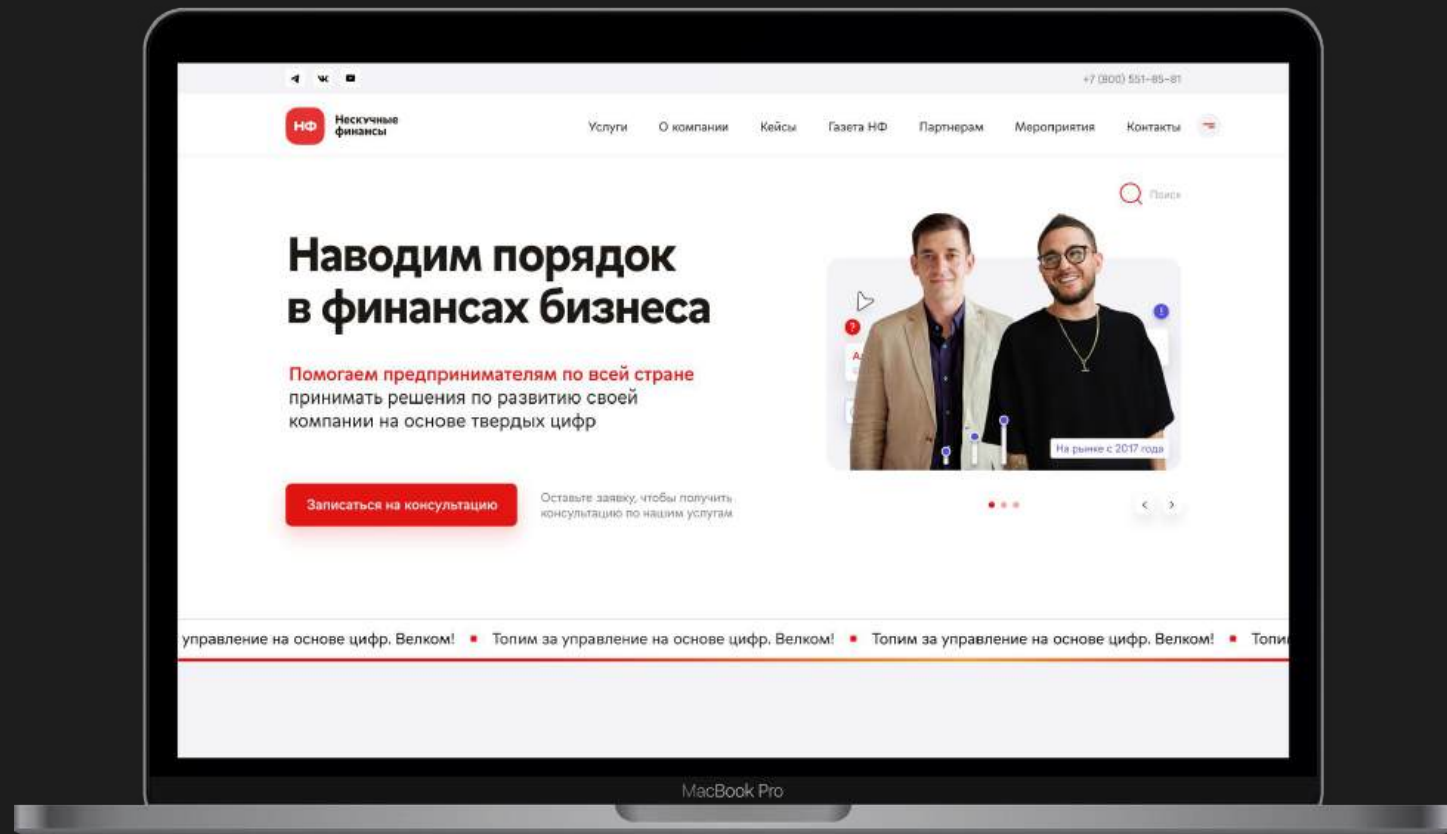 +7 (800) 551-85-81
НФ
Нескучные
финансы
Услуги О компании Кейсы Газета НФ Партнерам Мероприятия Контакты
Поиск
Наводим порядок
в финансах бизнеса
Помогаем предпринимателям по всей стране
принимать решения по развитию своей
компании на основе твердых цифр
?
!
На рынке с 2017 года
Записаться на консультацию
Оставьте заявку, чтобы получить
консультацию по нашим услугам
управление на основе цифр. Велком! ▪ Топим за управление на основе цифр. Велком! ▪ Топим за управление на основе цифр. Велком! ▪
MacBook Pro